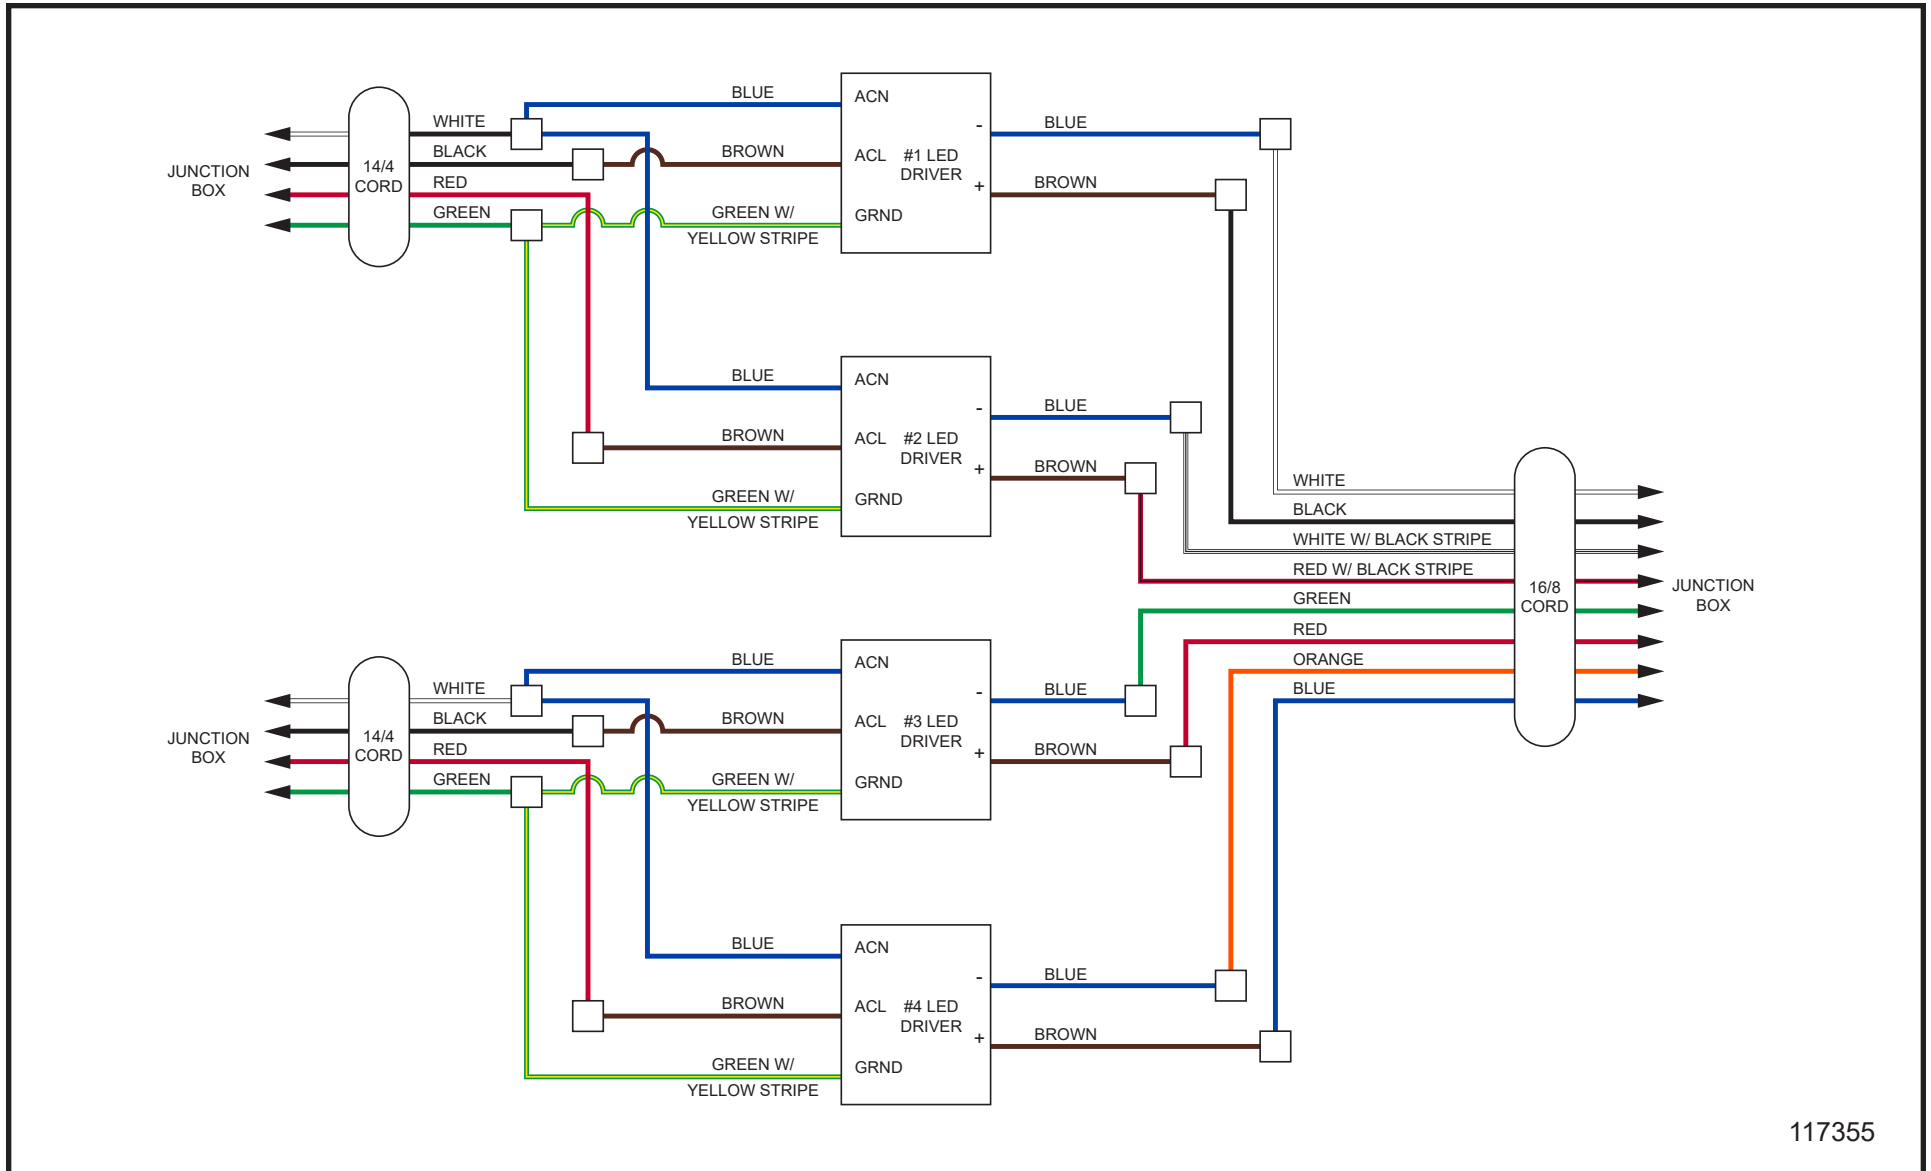 JUNCTION
BOX
14/4
CORD
WHITE
BLACK
RED
GREEN
BLUE
BROWN
GREEN W/
YELLOW STRIPE
ACN
ACL
GRND
#1 LED
DRIVER
-
+
BLUE
BROWN
BLUE
BROWN
GREEN W/
YELLOW STRIPE
ACN
ACL
GRND
#2 LED
DRIVER
-
+
BLUE
BROWN
WHITE
BLACK
WHITE W/ BLACK STRIPE
RED W/ BLACK STRIPE
GREEN
RED
ORANGE
BLUE
16/8
CORD
JUNCTION
BOX
JUNCTION
BOX
14/4
CORD
WHITE
BLACK
RED
GREEN
BLUE
BROWN
GREEN W/
YELLOW STRIPE
ACN
ACL
GRND
#3 LED
DRIVER
-
+
BLUE
BROWN
BLUE
BROWN
GREEN W/
YELLOW STRIPE
ACN
ACL
GRND
#4 LED
DRIVER
-
+
BLUE
BROWN
117355